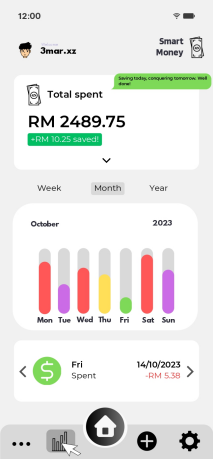 12:00
3mar.xz
Smart
Money
Total spent
Saving today, conquering tomorrow. Well
done!
RM 2489.75
+RM 10.25 saved!
Week Month Year
October 2023
Mon Tue Wed Thu Fri Sat Sun
Fri 14/10/2023
Spent -RM 5.38